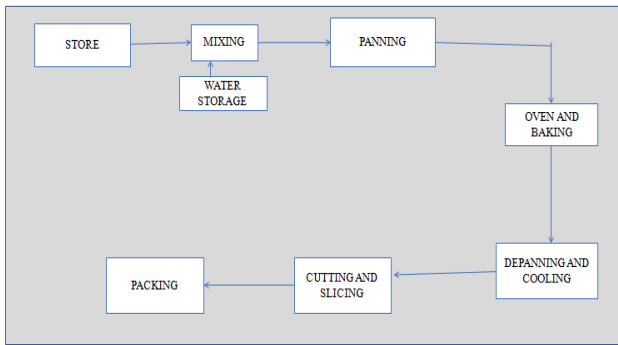 STORE
MIXING
PANNING
WATER
STORAGE
OVEN AND
BAKING
DEPANNING AND
COOLING
CUTTING AND
SLICING
PACKING